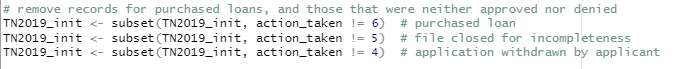 # remove records for purchased loans, and those that were neither approved nor denied
TN2019_init <- subset(TN2019_init, action_taken != 6)  # purchased loan
TN2019_init <- subset(TN2019_init, action_taken != 5)  # file closed for incompleteness
TN2019_init <- subset(TN2019_init, action_taken != 4)  # application withdrawn by applicant